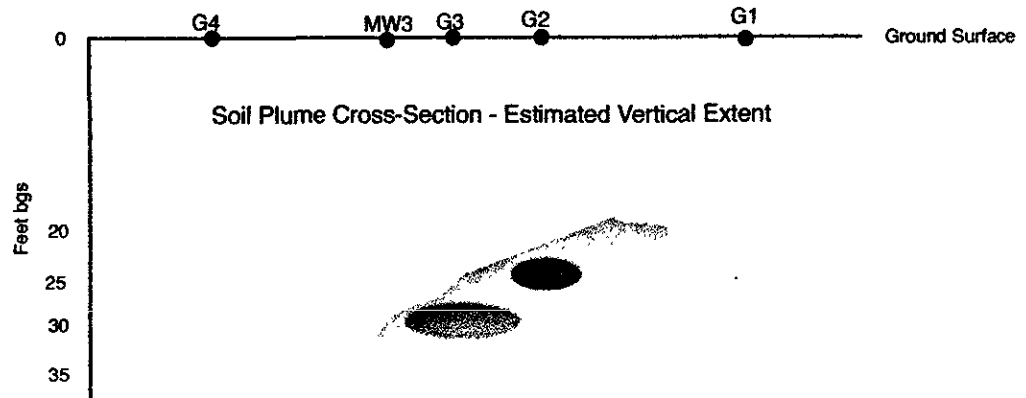 G4 MW3 G3 G2 G1
0 Ground Surface
Soil Plume Cross-Section - Estimated Vertical Extent
Feet bgs
20
25
30
35